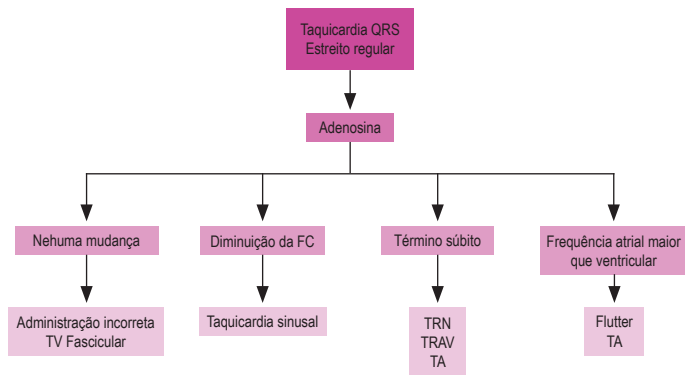 Taquicardia QRS
Estreito regular
Adenosina
Nehuma mudança
Diminuição da FC
Término súbito
Frequência atrial maior
que ventricular
Administração incorreta
TV Fascicular
Taquicardia sinusal
TRN
TRAV
TA
Flutter
TA